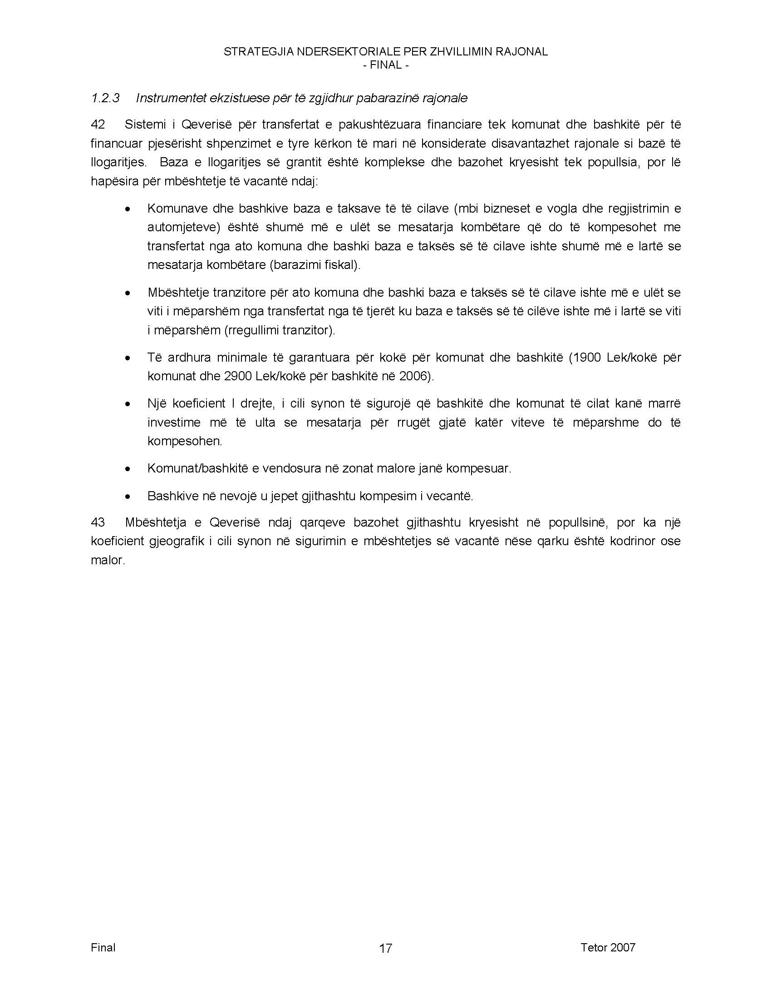 STRATEGJIA NDERSEKTORIALE PER ZHVILLIMIN RAJONAL
- FINAL -
1.2.3 Instrumentet ekzistuese për të zgjidhur pabarazinë rajonale
42 Sistemi i Qeverisë për transfertat e pakushtëzuara financiare tek komunat dhe bashkitë për të
financuar pjesërisht shpenzimet e tyre kërkon të mari në konsiderate disavantazhet rajonale si bazë të
llogaritjes. Baza e llogaritjes së grantit është komplekse dhe bazohet kryesisht tek popullsia, por lë
hapësira për mbështetje të vacantë ndaj:
• Komunave dhe bashkive baza e taksave të të cilave (mbi bizneset e vogla dhe regjistrimin e
automjeteve) është shumë më e ulët se mesatarja kombëtare që do të kompesohet me
transfertat nga ato komuna dhe bashki baza e taksës së të cilave ishte shumë më e lartë se
mesatarja kombëtare (barazimi fiskal).
• Mbështetje tranzitore për ato komuna dhe bashki baza e taksës së të cilave ishte më e ulët se
viti i mëparshëm nga transfertat nga të tjerët ku baza e taksës së të cilëve ishte më i lartë se viti
i mëparshëm (rregullimi tranzitor).
• Të ardhura minimale të garantuara për kokë për komunat dhe bashkitë (1900 Lek/kokë për
komunat dhe 2900 Lek/kokë për bashkitë në 2006).
• Një koeficient I drejte, i cili synon të sigurojë që bashkitë dhe komunat të cilat kanë marrë
investime më të ulta se mesatarja për rrugët gjatë katër viteve të mëparshme do të
kompesohen.
• Komunat/bashkitë e vendosura në zonat malore janë kompesuar.
• Bashkive në nevojë u jepet gjithashtu kompesim i vecantë.
43 Mbështetja e Qeverisë ndaj qarqeve bazohet gjithashtu kryesisht në popullsinë, por ka një
koeficient gjeografik i cili synon në sigurimin e mbështetjes së vacantë nëse qarku është kodrinor ose
malor.
Final 17 Tetor 2007